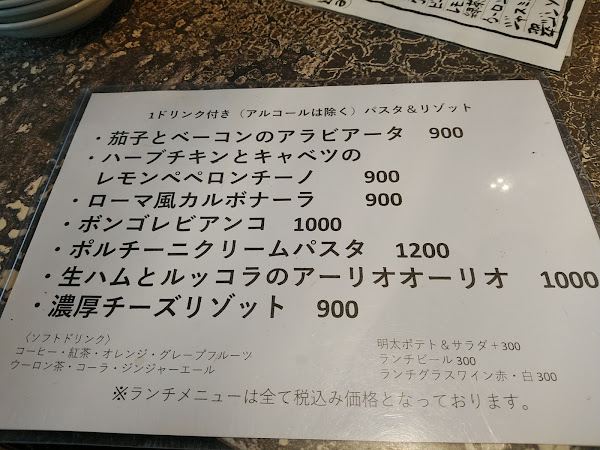 1ドリンク付き（アルコールは除く）パスタ&リゾット
・茄子とベーコンのアラビアータ 900
・ハーブチキンとキャベツの
レモンペペロンチーノ 900
・ローマ風カルボナーラ 900
・ボンゴレビアンコ 1000
・ポルチーニクリームパスタ 1200
・生ハムとルッコラのアーリオオーリオ 1000
・濃厚チーズリゾット 900
〈ソフトドリンク〉
コーヒー・紅茶・オレンジ・グレープフルーツ
ウーロン茶・コーラ・ジンジャーエール
明太ポテト&サラダ+300
ランチビール300
ランチグラスワイン赤・白300
※ランチメニューは全て税込み価格となっております。